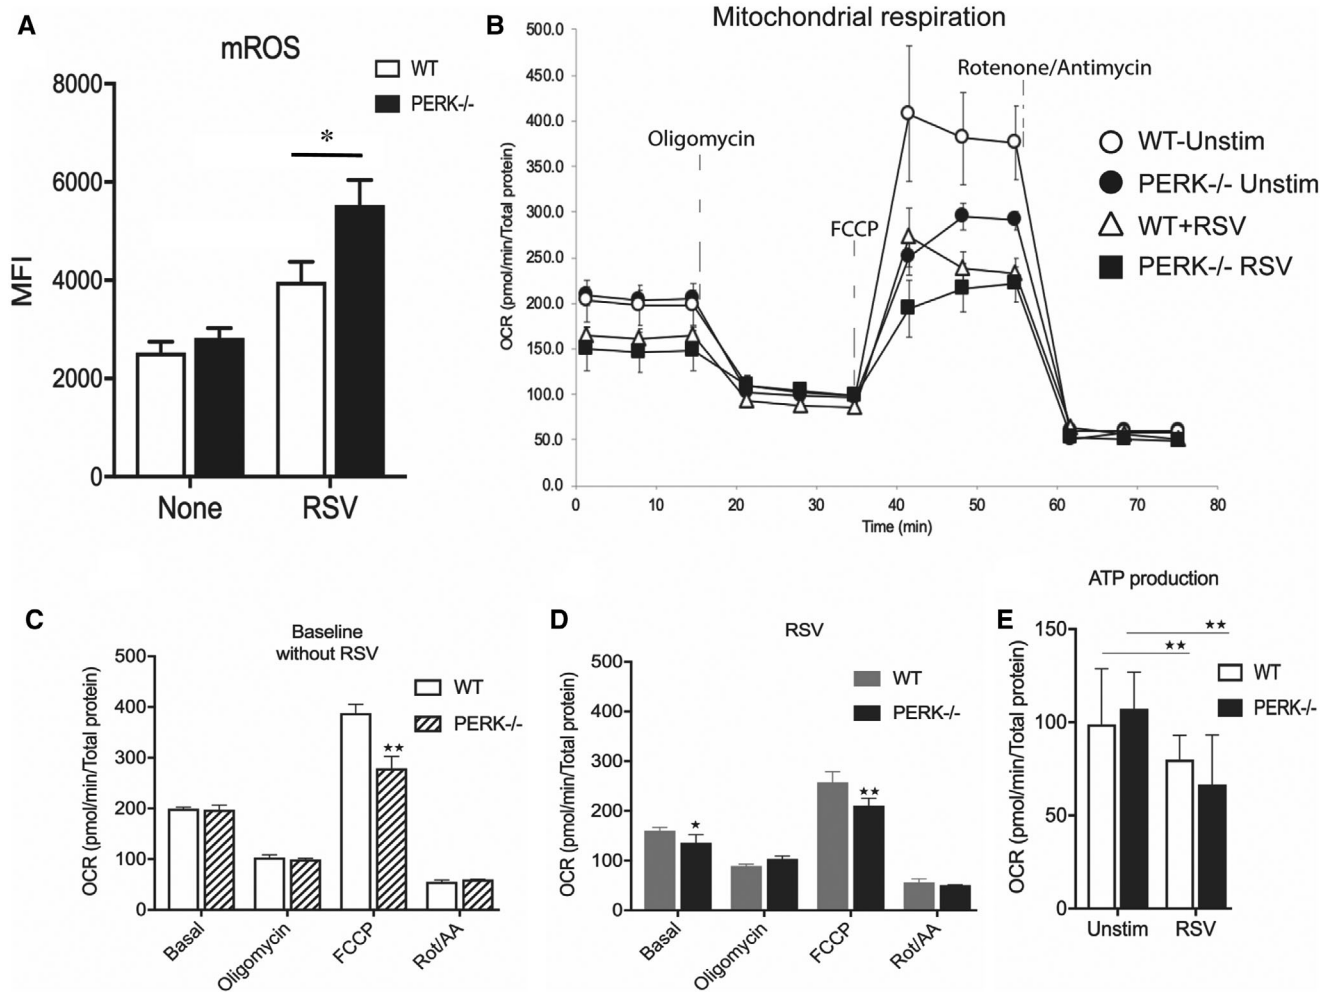 A
mROS
WT
PERK-/-
*
8000
6000
4000
2000
0
MFI
None
RSV
B
Mitochondrial respiration
500.0
450.0
400.0
350.0
300.0
250.0
200.0
150.0
100.0
50.0
0.0
OCR (pmol/min/Total protein)
Oligomycin
FCCP
Rotenone/Antimycin
WT-Unstim
PERK-/- Unstim
WT+RSV
PERK-/- RSV
0 10 20 30 40 50 60 70 80
Time (min)
C
Baseline
without RSV
WT
PERK-/-
500
400
300
200
100
0
OCR (pmol/min/Total protein)
★★
Basal
Oligomycin
FCCP
Rot/AA
D
RSV
WT
PERK-/-
500
400
300
200
100
0
OCR (pmol/min/Total protein)
★
★★
Basal
Oligomycin
FCCP
Rot/AA
E
ATP production
★★
★★
WT
PERK-/-
150
100
50
0
OCR (pmol/min/Total protein)
Unstim
RSV